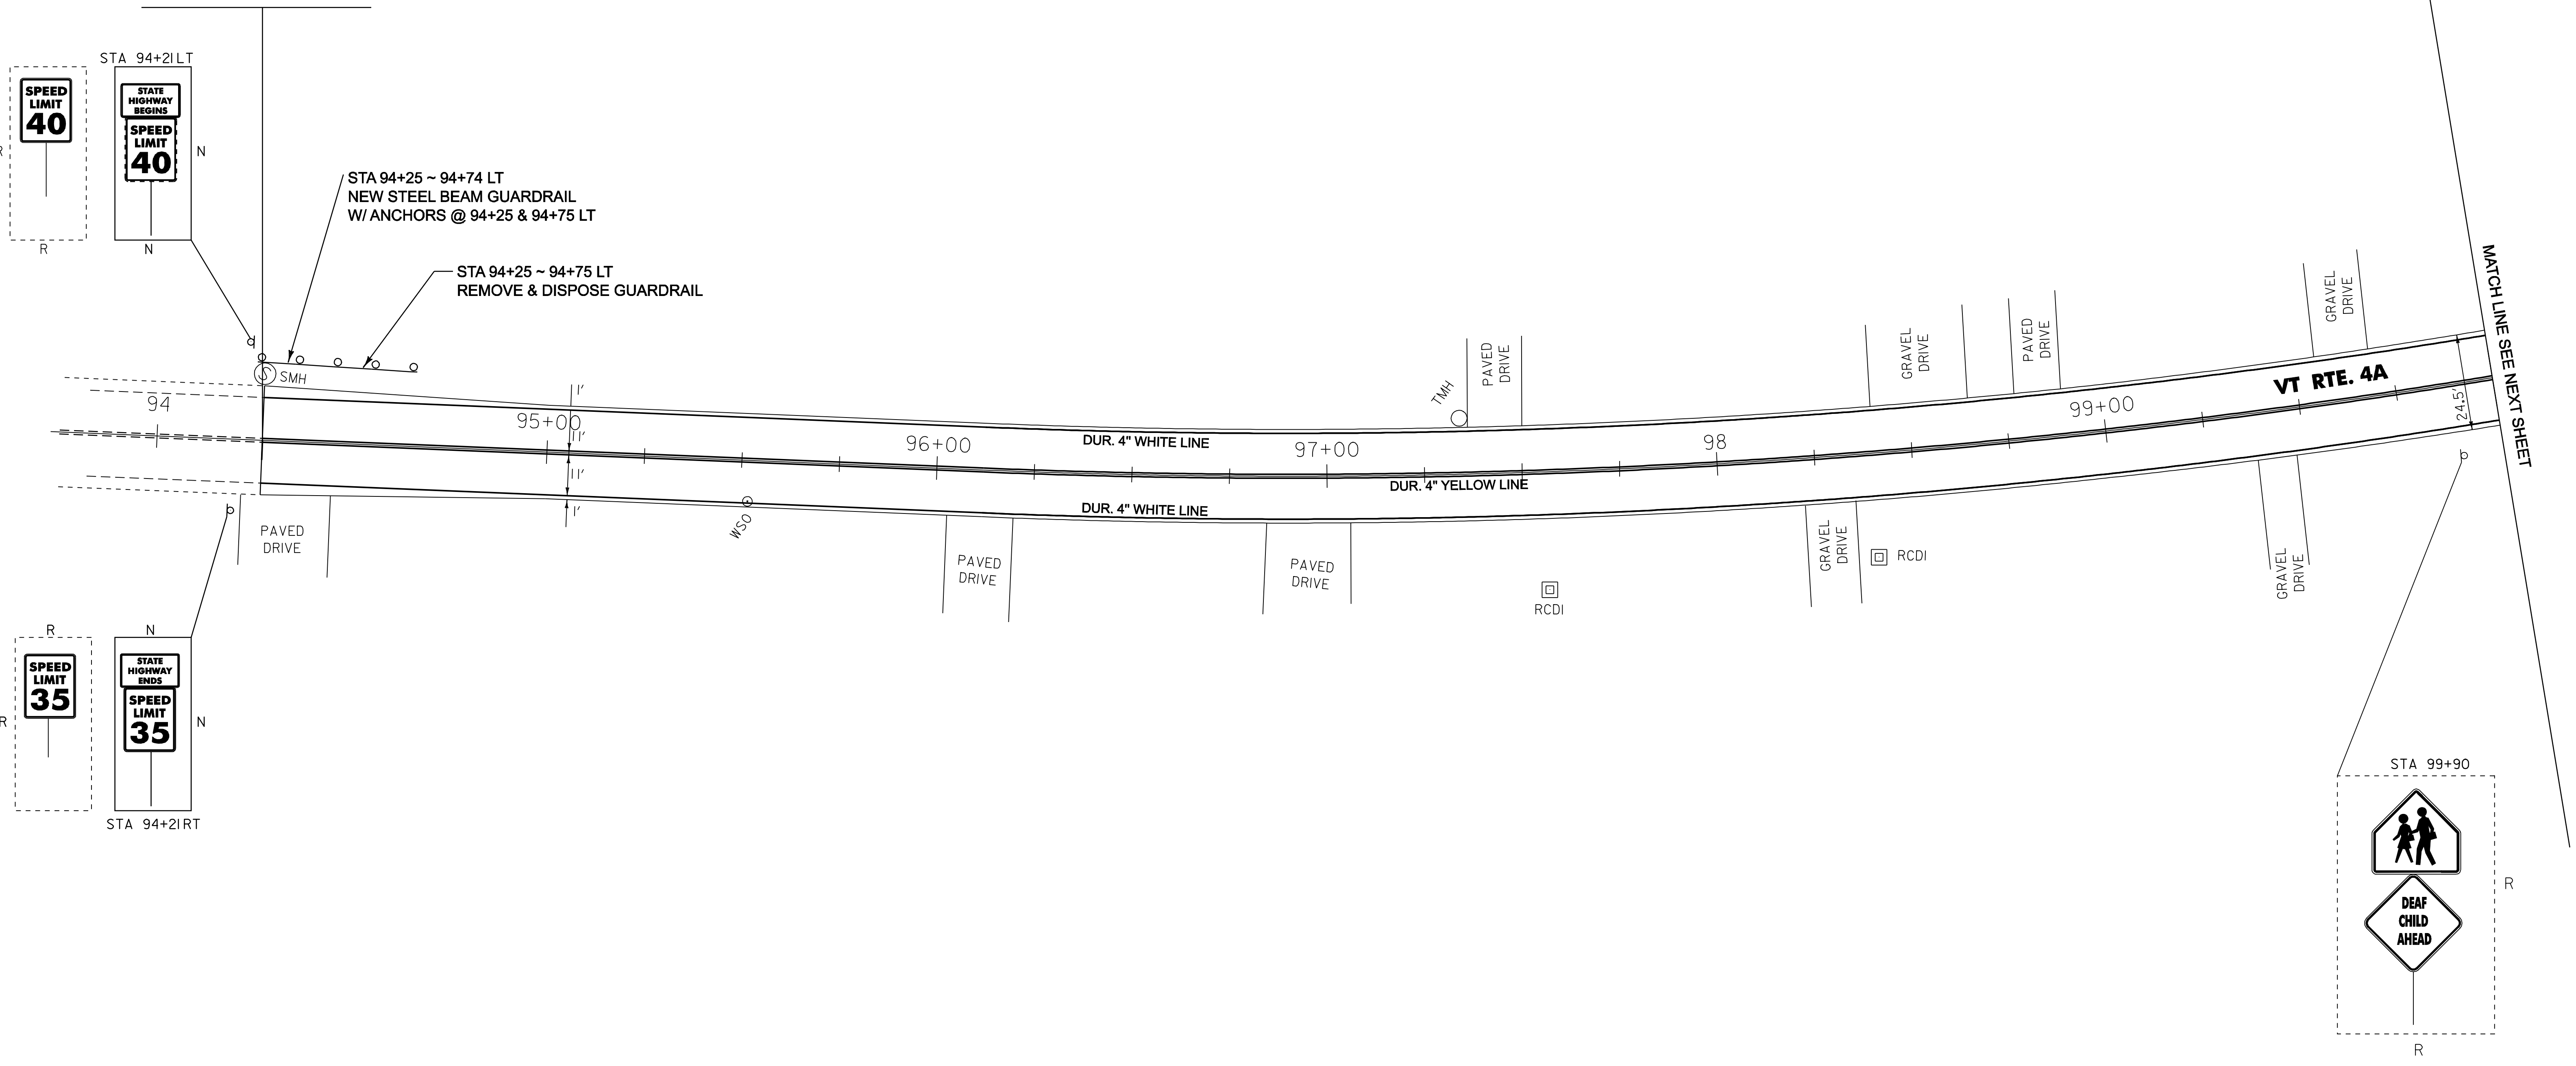 STA 94+21 LT
SPEED
LIMIT
40
R
R
STATE
HIGHWAY
BEGINS
SPEED
LIMIT
40
N
N
STA 94+25 ~ 94+74 LT
NEW STEEL BEAM GUARDRAIL
W/ ANCHORS @ 94+25 & 94+75 LT
STA 94+25 ~ 94+75 LT
REMOVE & DISPOSE GUARDRAIL
S
SMH
94
95+00
1'
11'
11'
1'
96+00
DUR. 4" WHITE LINE
97+00
TMH
PAVED
DRIVE
98
GRAVEL
DRIVE
PAVED
DRIVE
99+00
GRAVEL
DRIVE
VT RTE. 4A
24.5'
MATCH LINE SEE NEXT SHEET
DUR. 4" YELLOW LINE
DUR. 4" WHITE LINE
WSO
PAVED
DRIVE
PAVED
DRIVE
PAVED
DRIVE
RCDI
GRAVEL
DRIVE
RCDI
GRAVEL
DRIVE
R
SPEED
LIMIT
35
R
N
STATE
HIGHWAY
ENDS
SPEED
LIMIT
35
N
STA 94+21 RT
STA 99+90
DEAF
CHILD
AHEAD
R
R